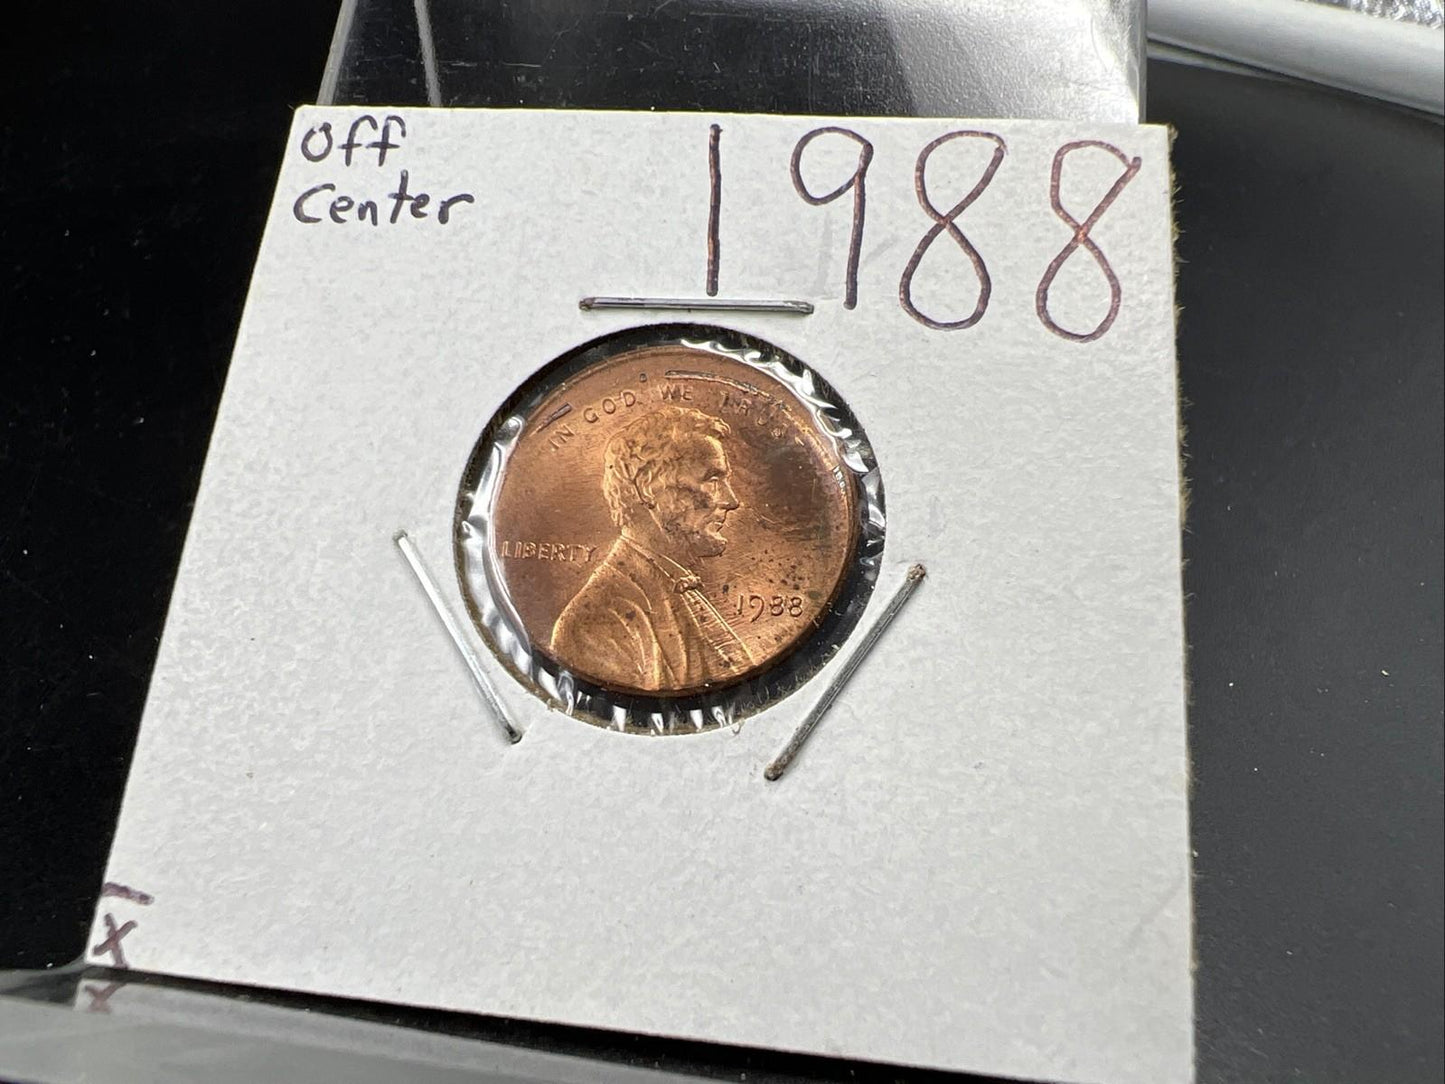 Off
Center
1988
IN GOD WE TRUST
LIBERTY
1988